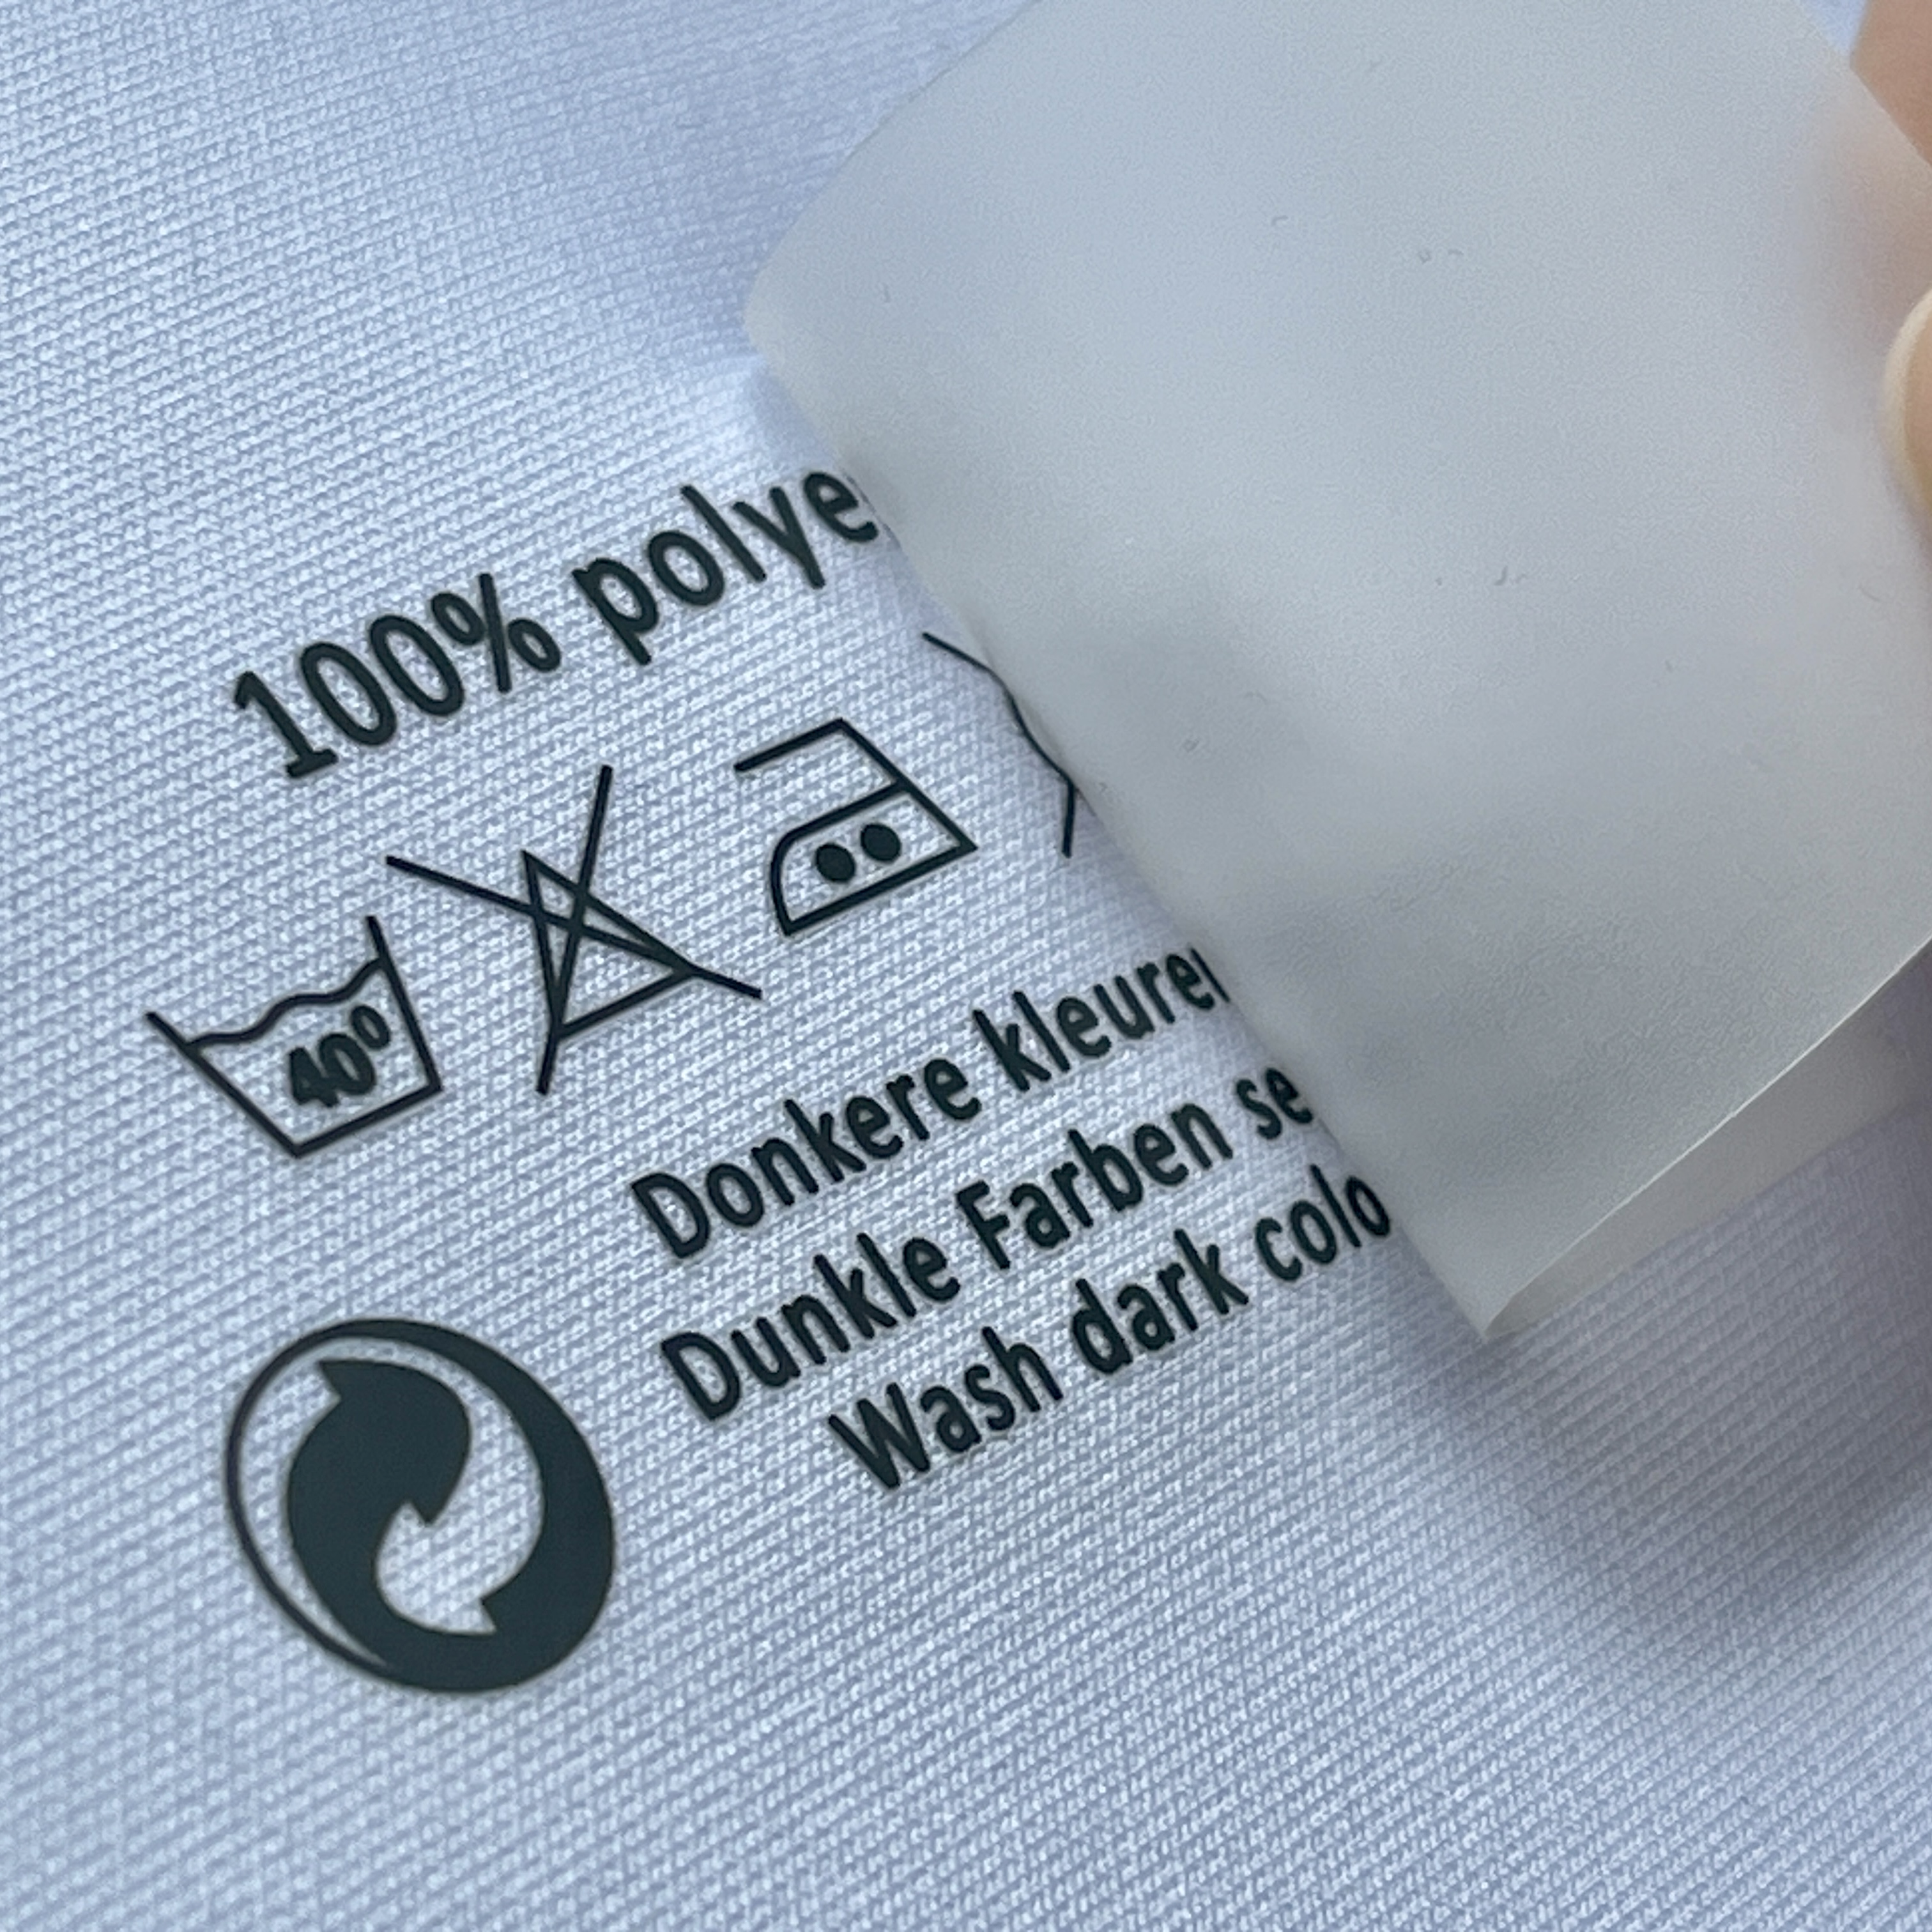 100% polye
40°
Donkere kleure
Dunkle Farben se
Wash dark colo